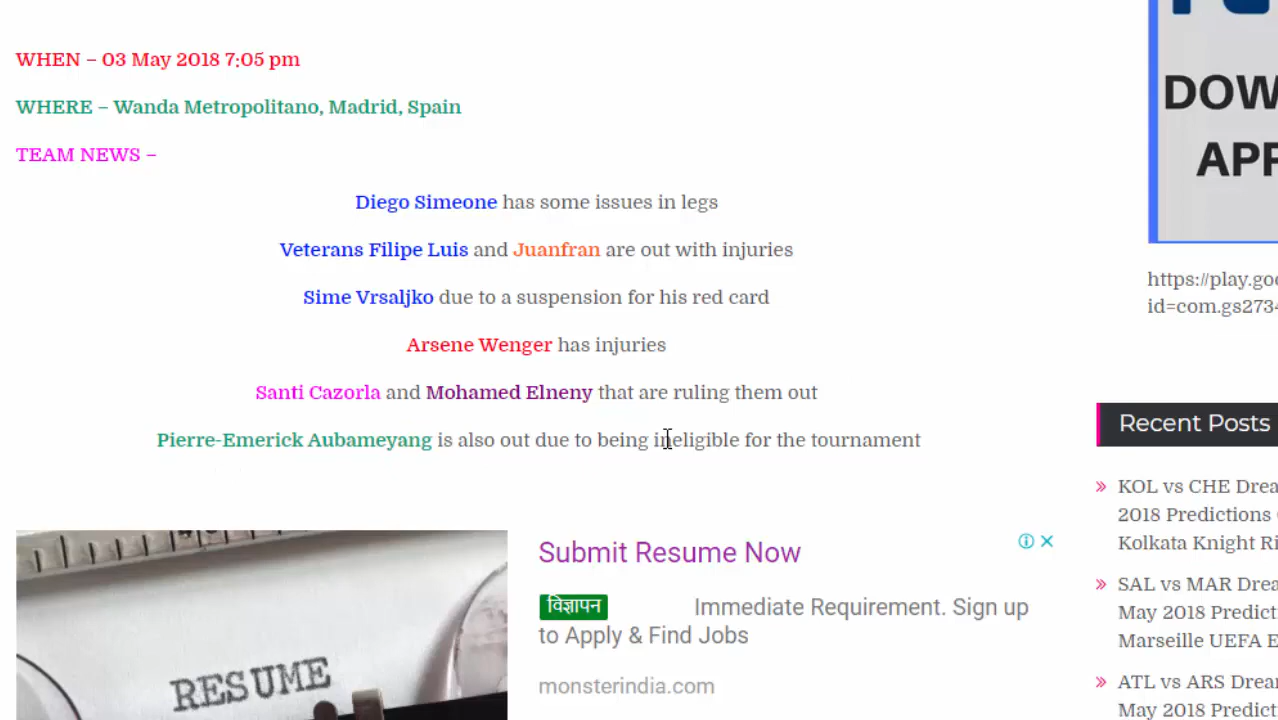 WHEN – 03 May 2018 7:05 pm
WHERE – Wanda Metropolitano, Madrid, Spain
TEAM NEWS –
Diego Simeone has some issues in legs
Veterans Filipe Luis and Juanfran are out with injuries
Sime Vrsaljko due to a suspension for his red card
Arsene Wenger has injuries
Santi Cazorla and Mohamed Elneny that are ruling them out
Pierre-Emerick Aubameyang is also out due to being ineligible for the tournament
Submit Resume Now
विज्ञापन Immediate Requirement. Sign up
to Apply & Find Jobs
monsterindia.com
RESUME
DOW
APP
https://play.goo
id=com.gs273
Recent Posts
KOL vs CHE Drea
2018 Predictions
Kolkata Knight Ri
SAL vs MAR Drea
May 2018 Predict
Marseille UEFA E
ATL vs ARS Drea
May 2018 Predict